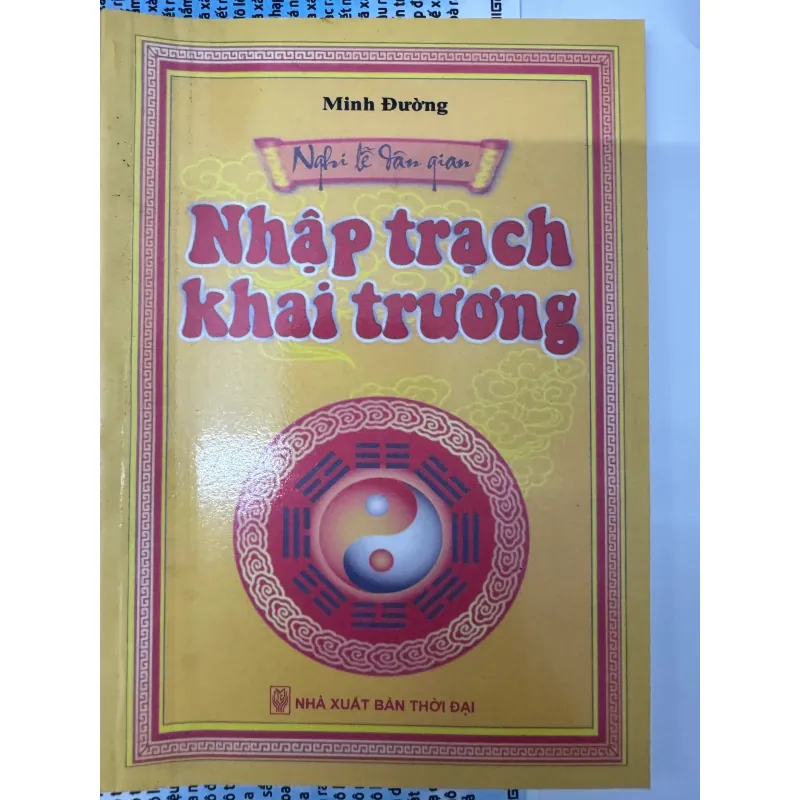 Minh Đường
Nghi lễ dân gian
Nhập trạch
khai trương
NHÀ XUẤT BẢN THỜI ĐẠI